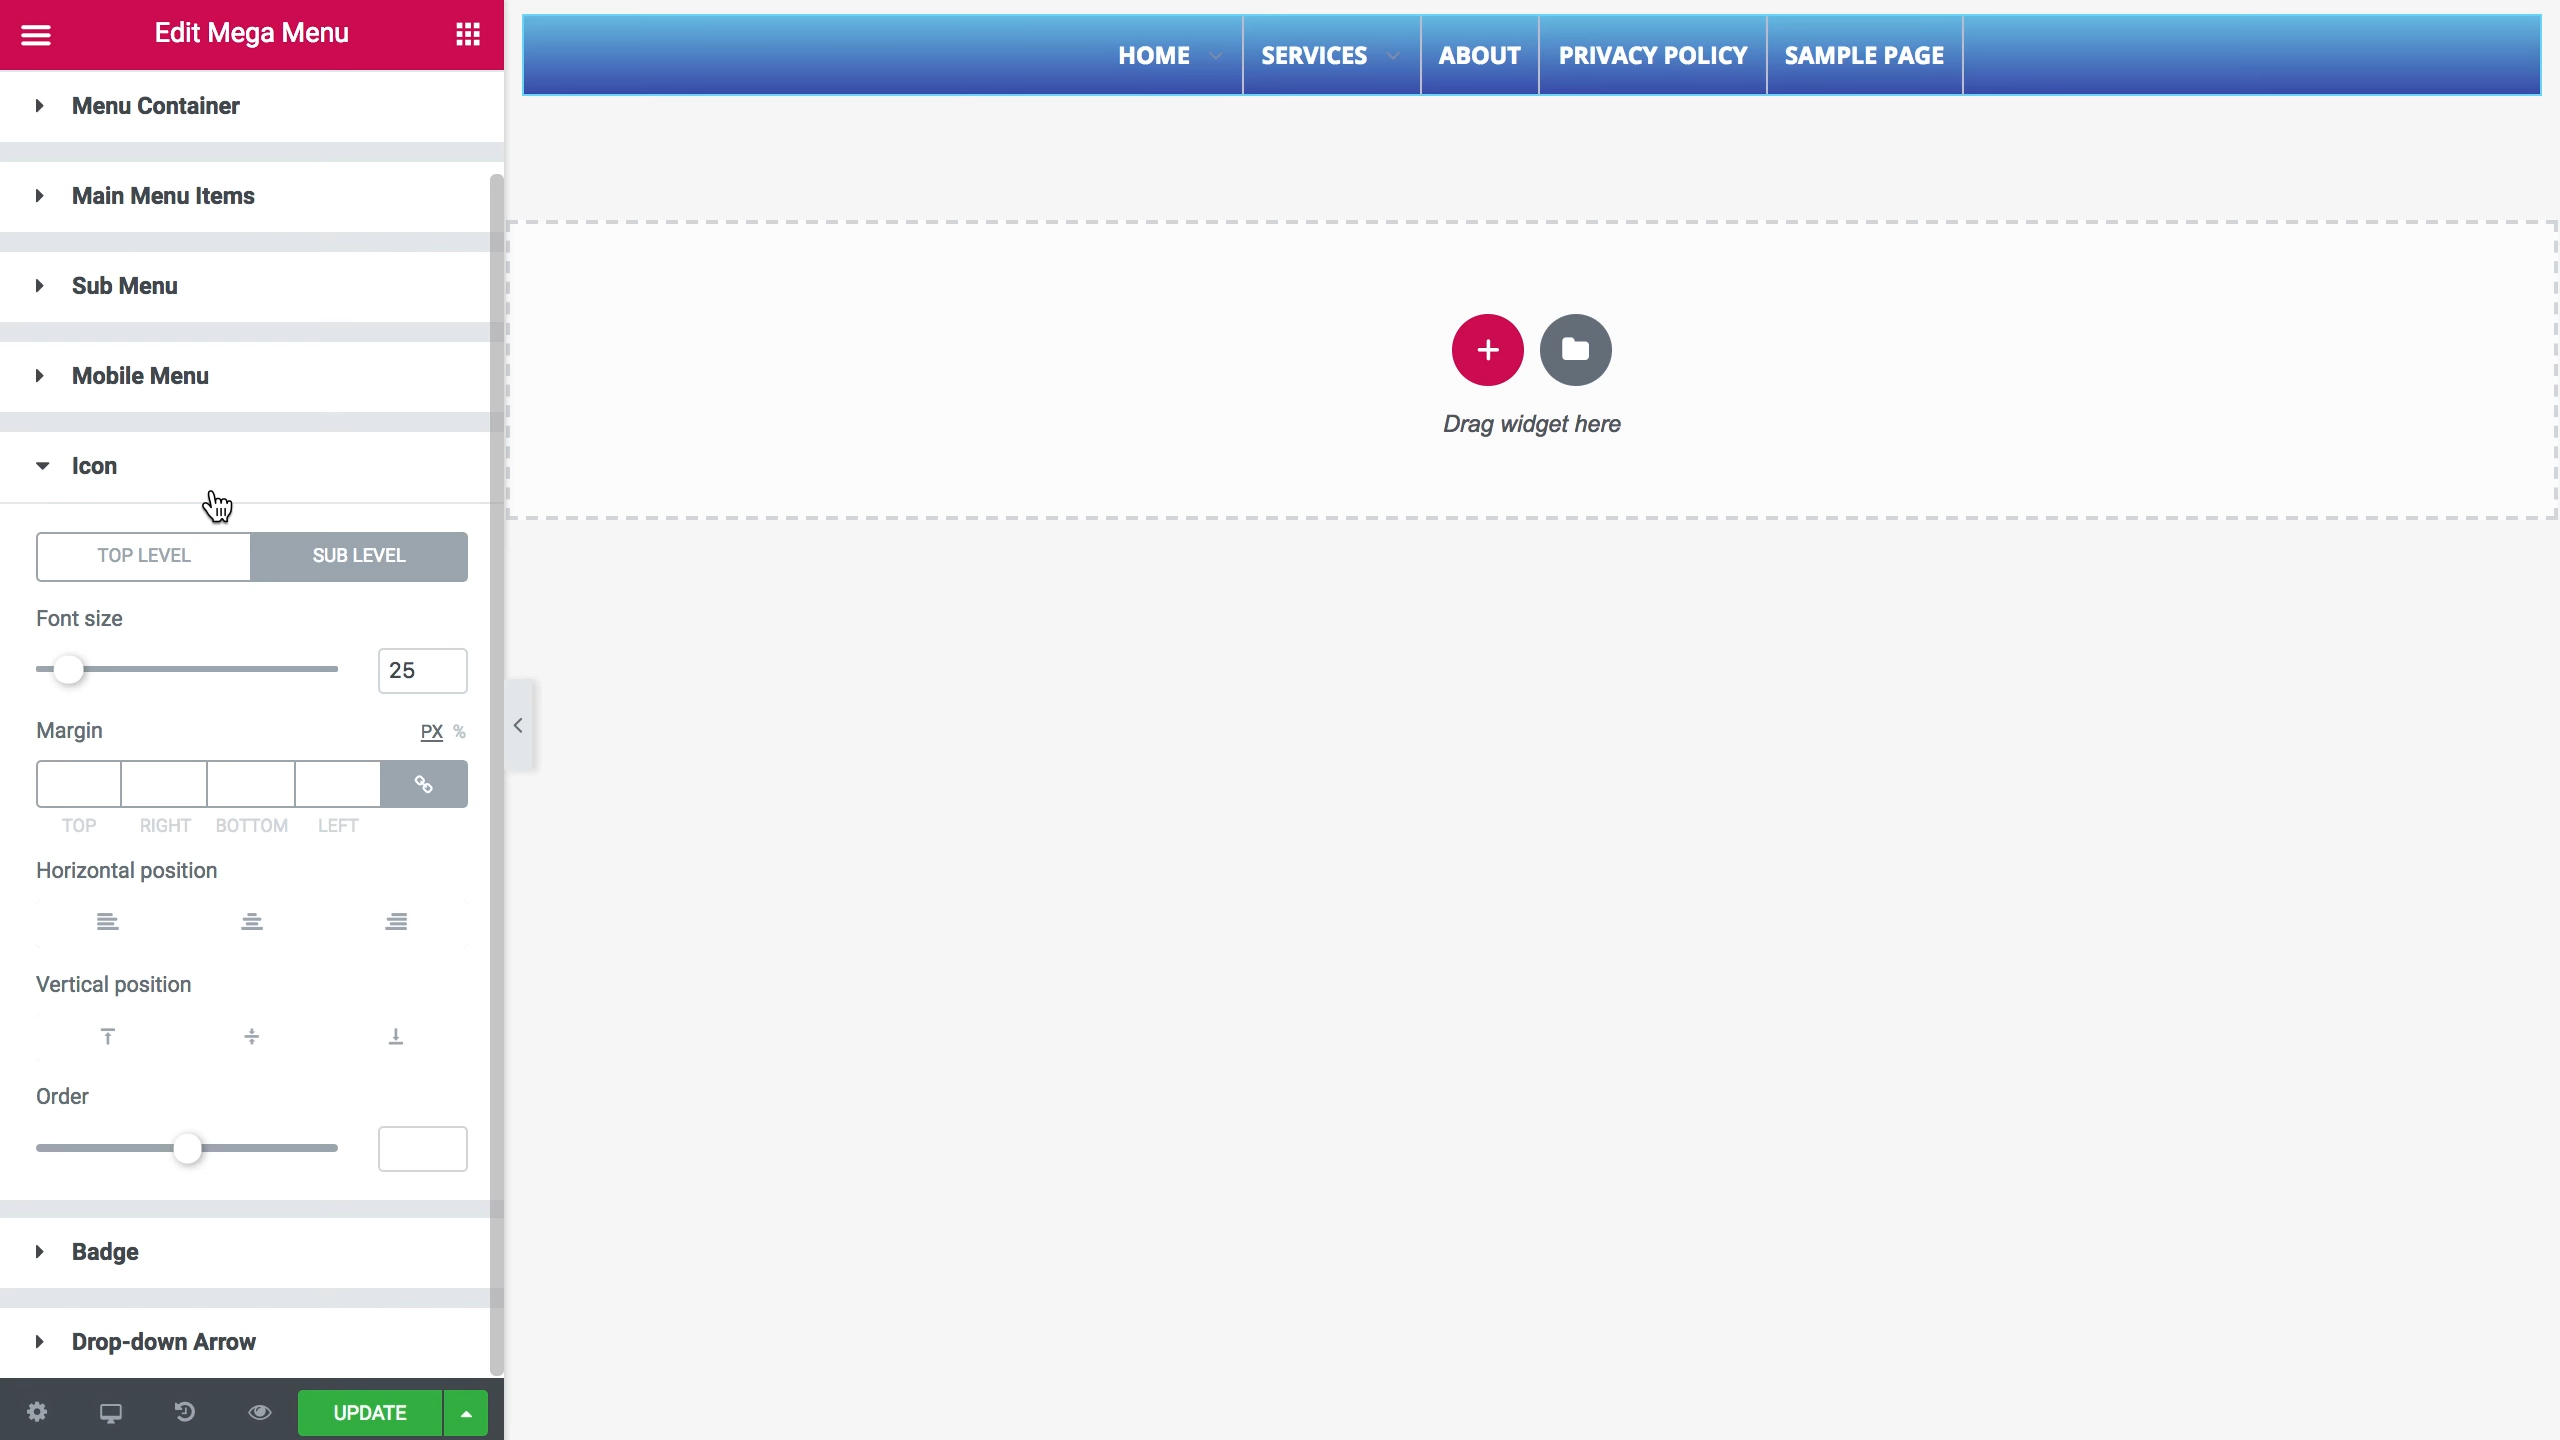 Edit Mega Menu
Menu Container
Main Menu Items
Sub Menu
Mobile Menu
Icon
TOP LEVEL
SUB LEVEL
Font size
25
Margin
PX %
TOP RIGHT BOTTOM LEFT
Horizontal position
Vertical position
Order
Badge
Drop-down Arrow
UPDATE
HOME SERVICES ABOUT PRIVACY POLICY SAMPLE PAGE
Drag widget here